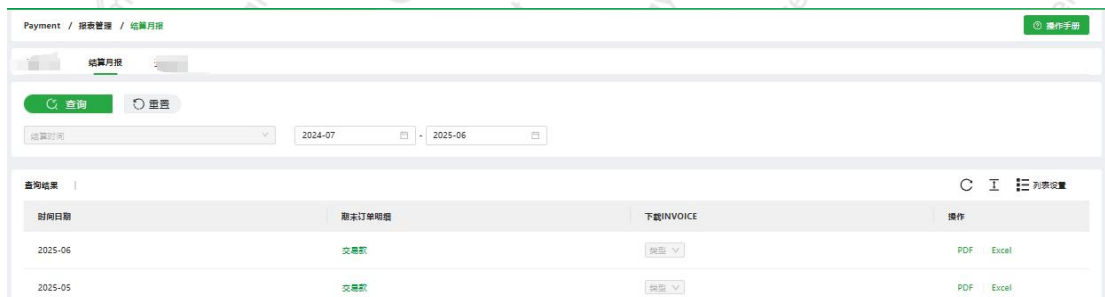 Payment / 报表管理 / 结算月报
操作手册
结算月报
查询 重置
结算时间 2024-07 - 2025-06
查询结果 列表设置
时间日期 期末订单明细 下载INVOICE 操作
2025-06 交易款 类型 PDF Excel
2025-05 交易款 类型 PDF Excel